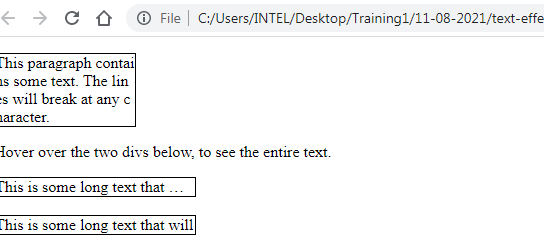 File | C:/Users/INTEL/Desktop/Training1/11-08-2021/text-effe
This paragraph contai
ns some text. The lin
es will break at any c
haracter.
Hover over the two divs below, to see the entire text.
This is some long text that …
This is some long text that will